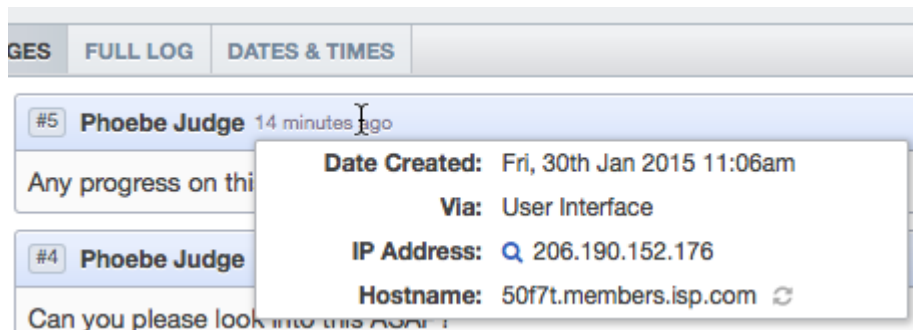 GES FULL LOG DATES & TIMES
#5 Phoebe Judge 14 minutes ago
Date Created: Fri, 30th Jan 2015 11:06am
Any progress on thi
Via: User Interface
IP Address: 206.190.152.176
#4 Phoebe Judge
Hostname: 50f7t.members.isp.com
Can you please look into this ASAP?